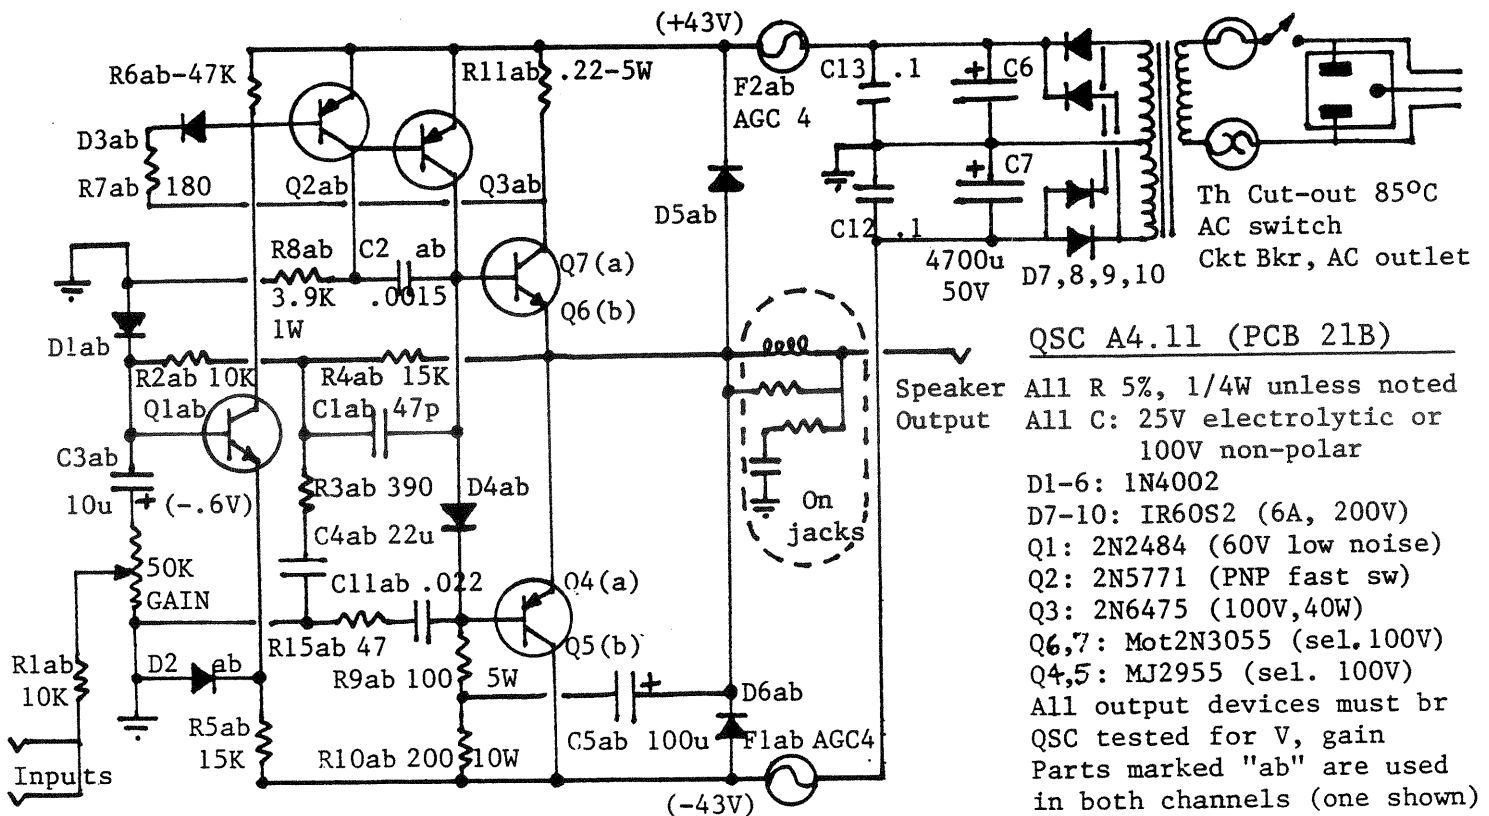 (+43V)
R6ab-47K
R11ab .22-5W
C13 .1
+ C6
F2ab
AGC 4
D3ab
R7ab 180
Q2ab
Q3ab
D5ab
+ C7
C12 .1
4700u
50V
D7,8,9,10
Th Cut-out 85°C
AC switch
Ckt Bkr, AC outlet
R8ab
3.9K
1W
C2 ab
.0015
Q7(a)
Q6(b)
D1ab
R2ab 10K
R4ab 15K
Q1ab
C1ab 47p
C3ab
10u + (-.6V)
R3ab 390
D4ab
C4ab 22u
50K
GAIN
C11ab .022
Q4(a)
Q5(b)
R15ab 47
R1ab
10K
D2 ab
R9ab 100 5W
+
D6ab
R5ab
15K
C5ab 100u
F1ab AGC4
R10ab 200 10W
Inputs
(-43V)
On
jacks
Speaker
Output
QSC A4.11 (PCB 21B)
All R 5%, 1/4W unless noted
All C: 25V electrolytic or
100V non-polar
D1-6: 1N4002
D7-10: IR60S2 (6A, 200V)
Q1: 2N2484 (60V low noise)
Q2: 2N5771 (PNP fast sw)
Q3: 2N6475 (100V,40W)
Q6,7: Mot2N3055 (sel. 100V)
Q4,5: MJ2955 (sel. 100V)
All output devices must br
QSC tested for V, gain
Parts marked "ab" are used
in both channels (one shown)